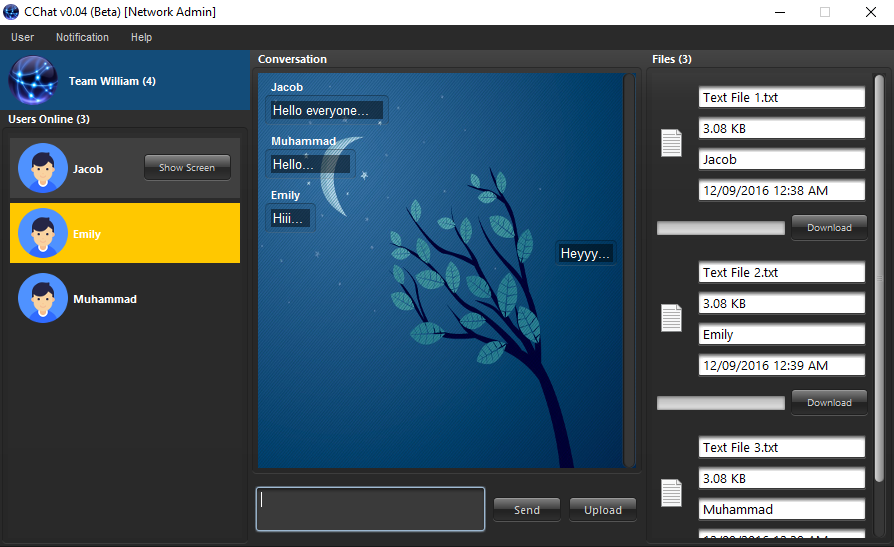 CChat v0.04 (Beta) [Network Admin]
User Notification Help
Team William (4)
Users Online (3)
Jacob
Show Screen
Emily
Muhammad
Conversation
Jacob
Hello everyone...
Muhammad
Hello...
Emily
Hiii...
Heyyy...
Send
Upload
Files (3)
Text File 1.txt
3.08 KB
Jacob
12/09/2016 12:38 AM
Download
Text File 2.txt
3.08 KB
Emily
12/09/2016 12:39 AM
Download
Text File 3.txt
3.08 KB
Muhammad